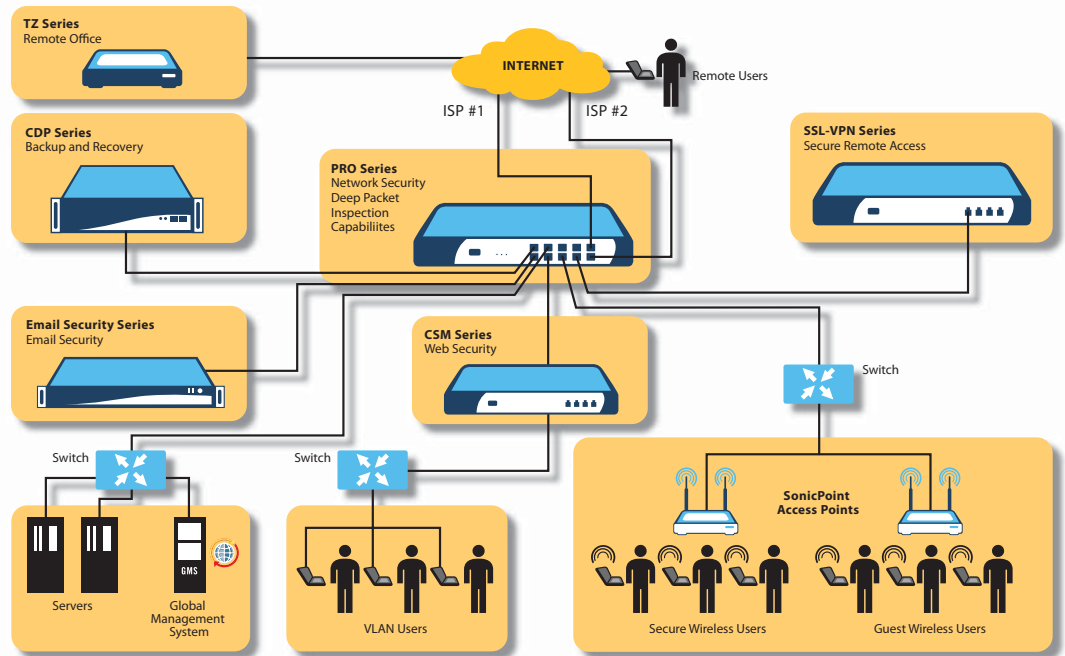 TZ Series
Remote Office
INTERNET
Remote Users
ISP #1
ISP #2
CDP Series
Backup and Recovery
PRO Series
Network Security
Deep Packet
Inspection
Capabiliites
. . .
SSL-VPN Series
Secure Remote Access
Email Security Series
Email Security
CSM Series
Web Security
Switch
Switch
Switch
SonicPoint
Access Points
GMS
Servers
Global
Management
System
VLAN Users
Secure Wireless Users
Guest Wireless Users